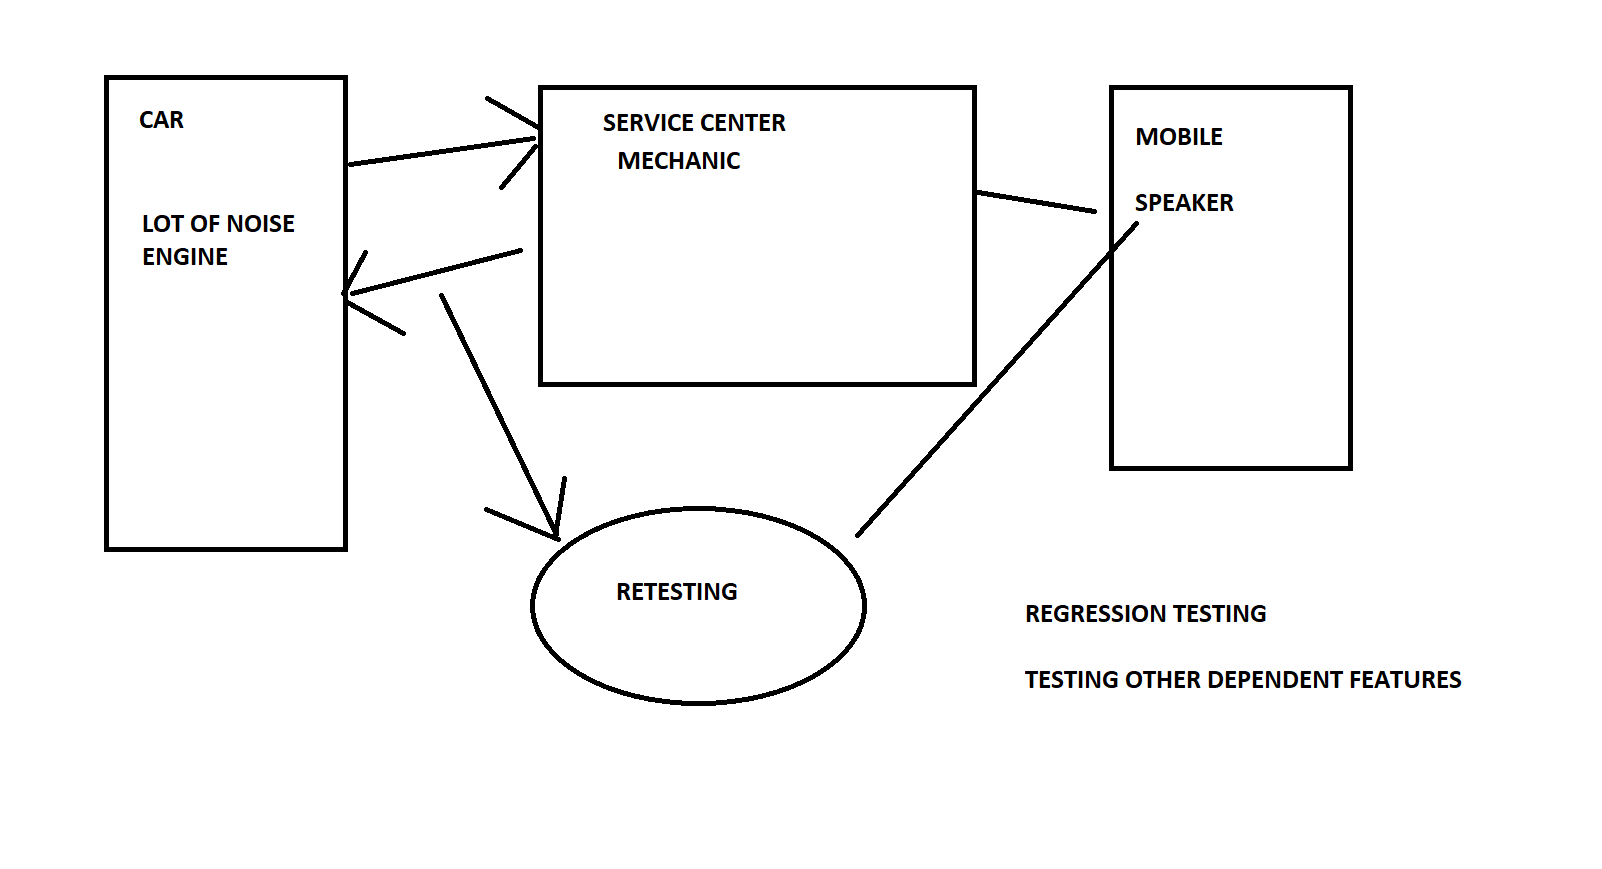 CAR
LOT OF NOISE
ENGINE
SERVICE CENTER
MECHANIC
MOBILE
SPEAKER
RETESTING
REGRESSION TESTING
TESTING OTHER DEPENDENT FEATURES